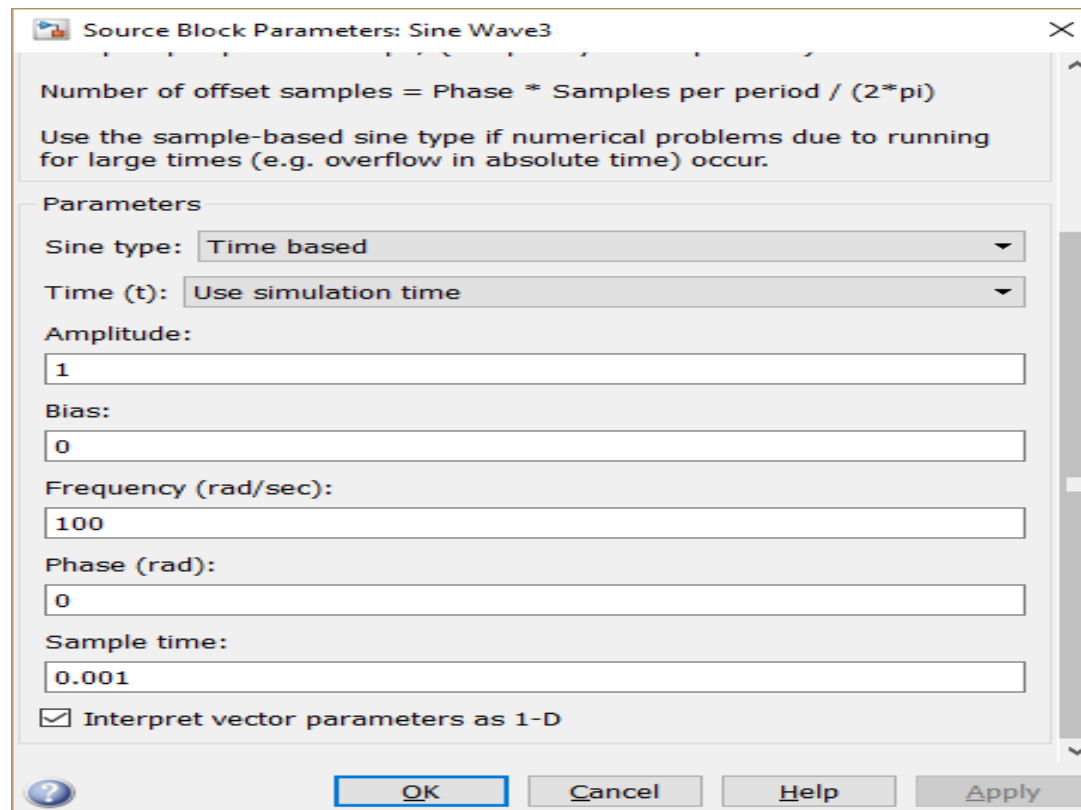 Source Block Parameters: Sine Wave3
Number of offset samples = Phase * Samples per period / (2*pi)
Use the sample-based sine type if numerical problems due to running
for large times (e.g. overflow in absolute time) occur.
Parameters
Sine type: Time based
Time (t): Use simulation time
Amplitude:
1
Bias:
0
Frequency (rad/sec):
100
Phase (rad):
0
Sample time:
0.001
Interpret vector parameters as 1-D
? OK Cancel Help Apply